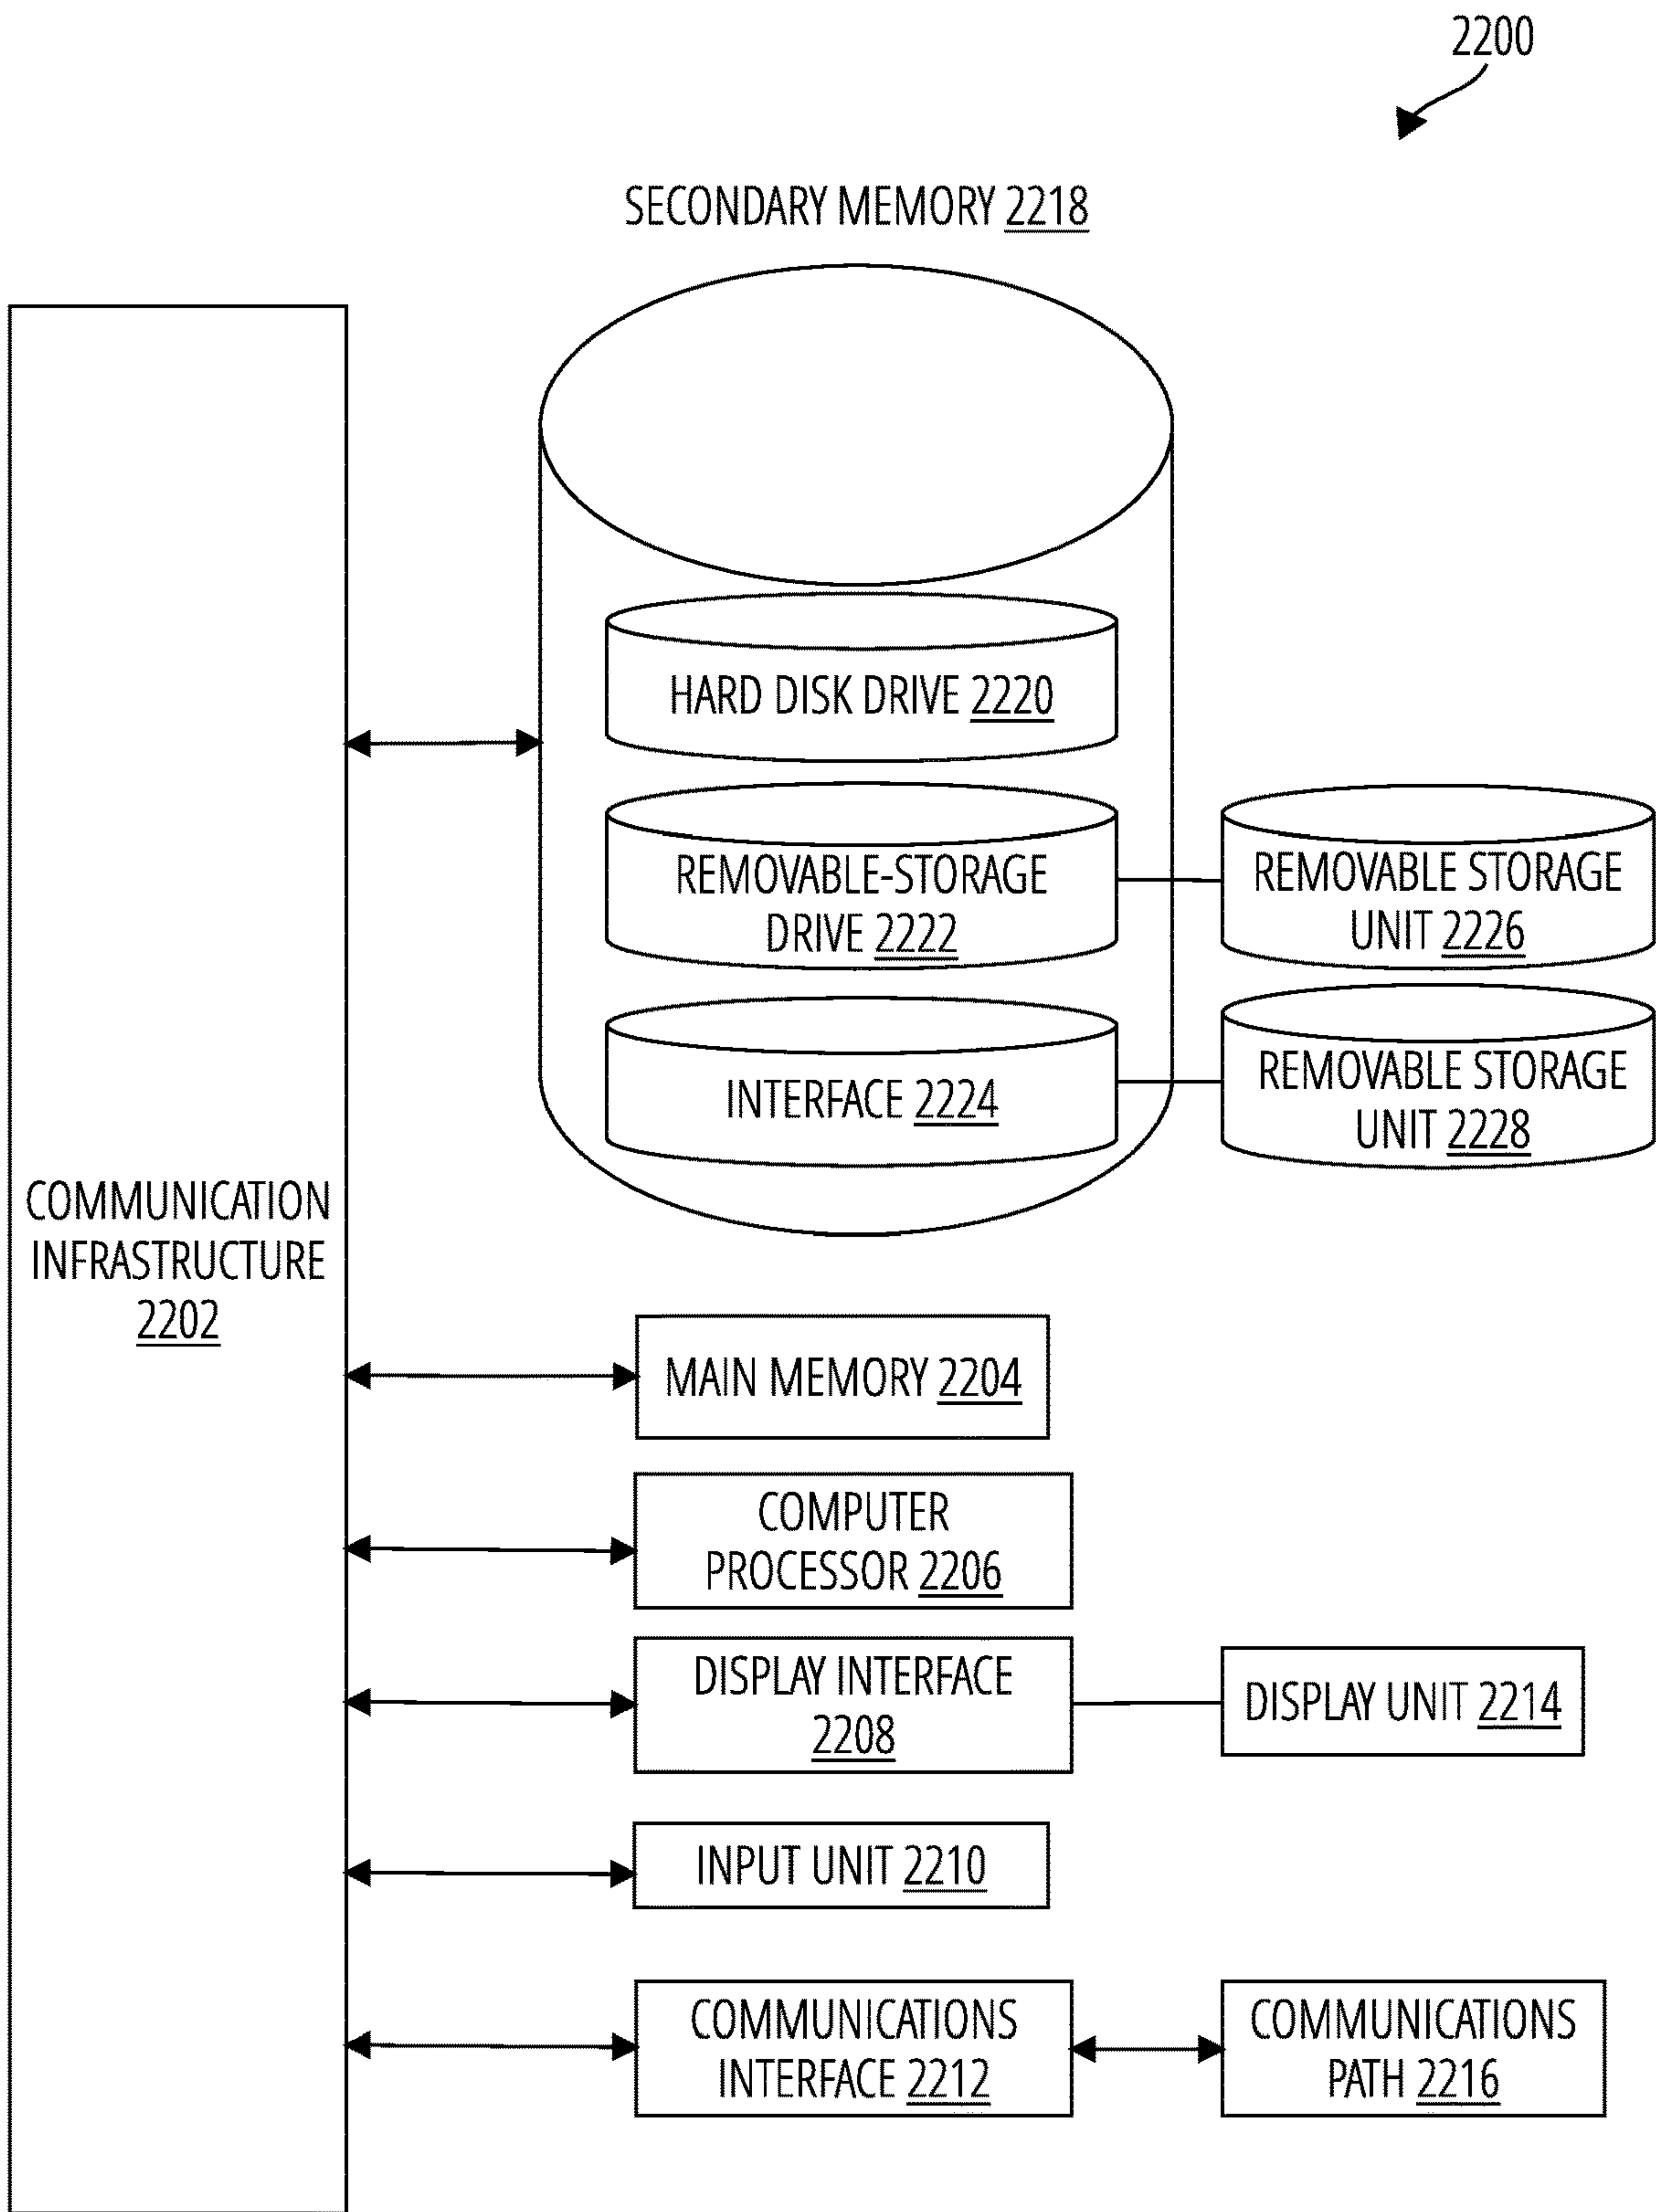 2200
SECONDARY MEMORY 2218
HARD DISK DRIVE 2220
REMOVABLE-STORAGE
DRIVE 2222
REMOVABLE STORAGE
UNIT 2226
INTERFACE 2224
REMOVABLE STORAGE
UNIT 2228
COMMUNICATION
INFRASTRUCTURE
2202
MAIN MEMORY 2204
COMPUTER
PROCESSOR 2206
DISPLAY INTERFACE
2208
DISPLAY UNIT 2214
INPUT UNIT 2210
COMMUNICATIONS
INTERFACE 2212
COMMUNICATIONS
PATH 2216